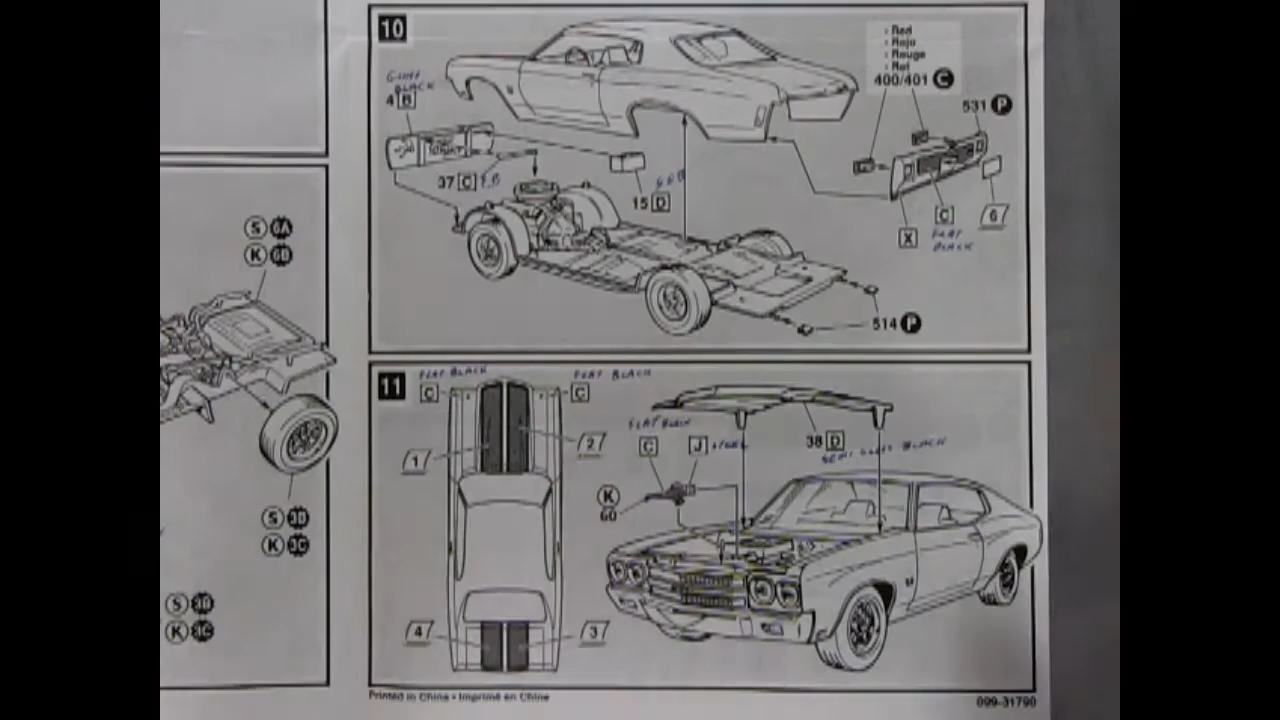 10
Red
Rojo
Rouge
Rot
400/401 C
GLOSS
BLACK
4 B
531 P
37 C F.B
15 D
SGB
C
6
X
FLAT
BLACK
514 P
S 6A
K 6B
S 3B
K 3C
S 3B
K 3C
11
FLAT BLACK
FLAT BLACK
C
C
1
2
4
3
FLAT BLACK
C
J
K
60
38 D
SEMI GLOSS BLACK
Printed in China • Imprimé en Chine
099-31790